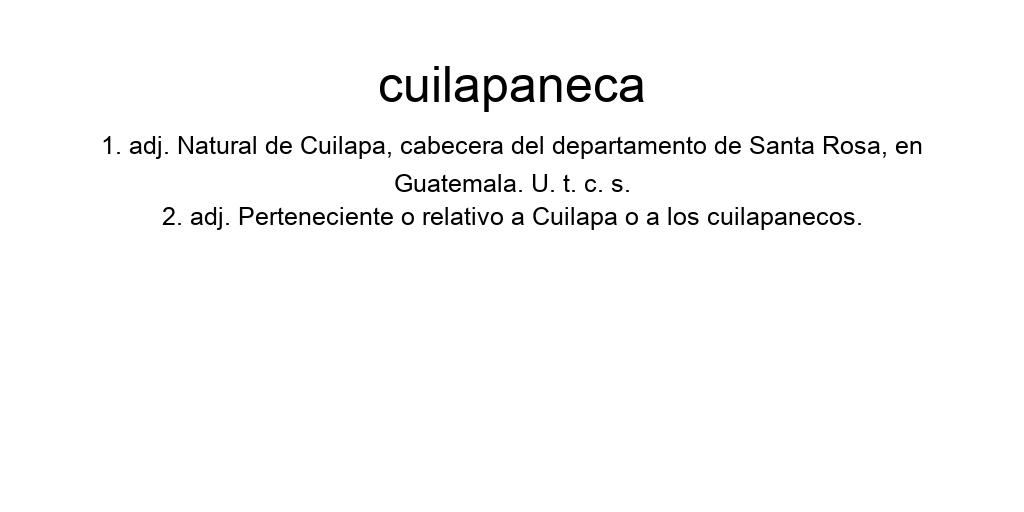 cuilapaneca
1. adj. Natural de Cuilapa, cabecera del departamento de Santa Rosa, en
Guatemala. U. t. c. s.
2. adj. Perteneciente o relativo a Cuilapa o a los cuilapanecos.